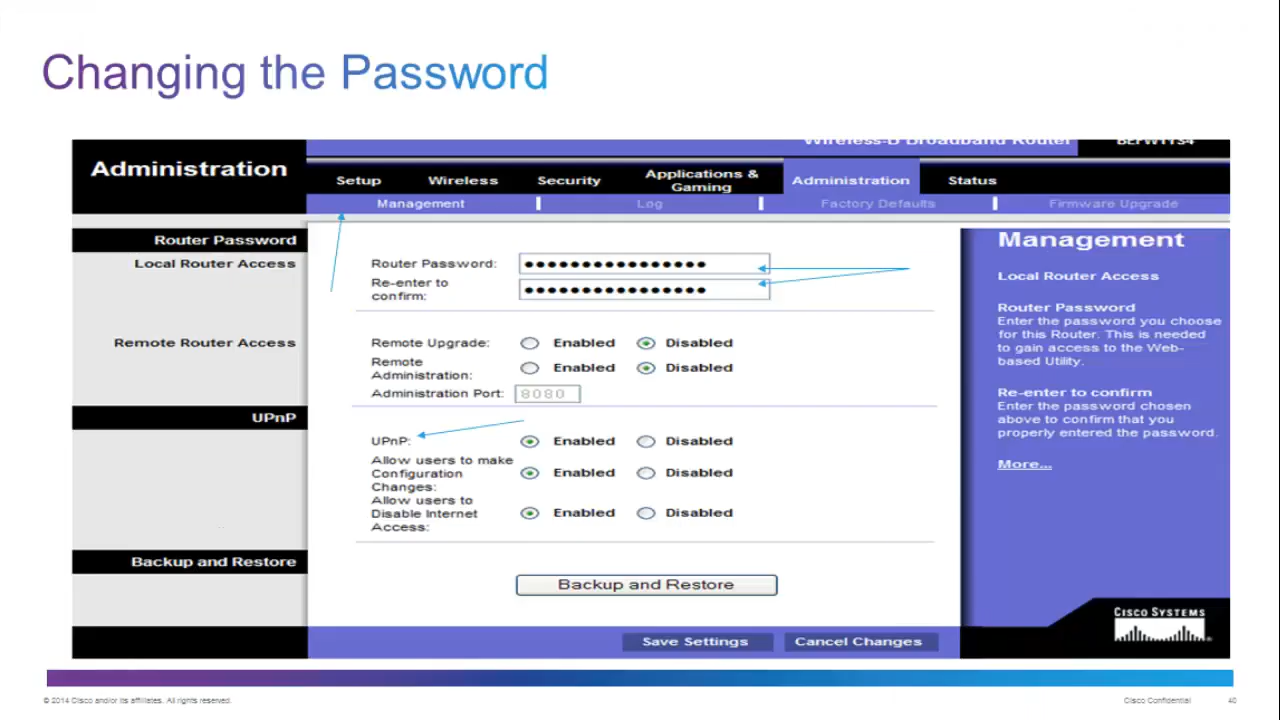 Changing the Password
Wireless-B Broadband Router
BEFW11S4
Administration
Setup
Wireless
Security
Applications &
Gaming
Administration
Status
Management
Log
Factory Defaults
Firmware Upgrade
Router Password
Local Router Access
Remote Router Access
UPnP
Backup and Restore
Router Password: ••••••••••••••••
Re-enter to
confirm: ••••••••••••••••
Remote Upgrade: Enabled Disabled
Remote
Administration: Enabled Disabled
Administration Port: 8080
UPnP: Enabled Disabled
Allow users to make
Configuration Enabled Disabled
Changes:
Allow users to
Disable Internet Enabled Disabled
Access:
Backup and Restore
Save Settings
Cancel Changes
Management
Local Router Access
Router Password
Enter the password you choose
for this Router. This is needed
to gain access to the Web-
based Utility.
Re-enter to confirm
Enter the password chosen
above to confirm that you
properly entered the password.
More...
CISCO SYSTEMS
© 2014 Cisco and/or its affiliates. All rights reserved.
Cisco Confidential
40